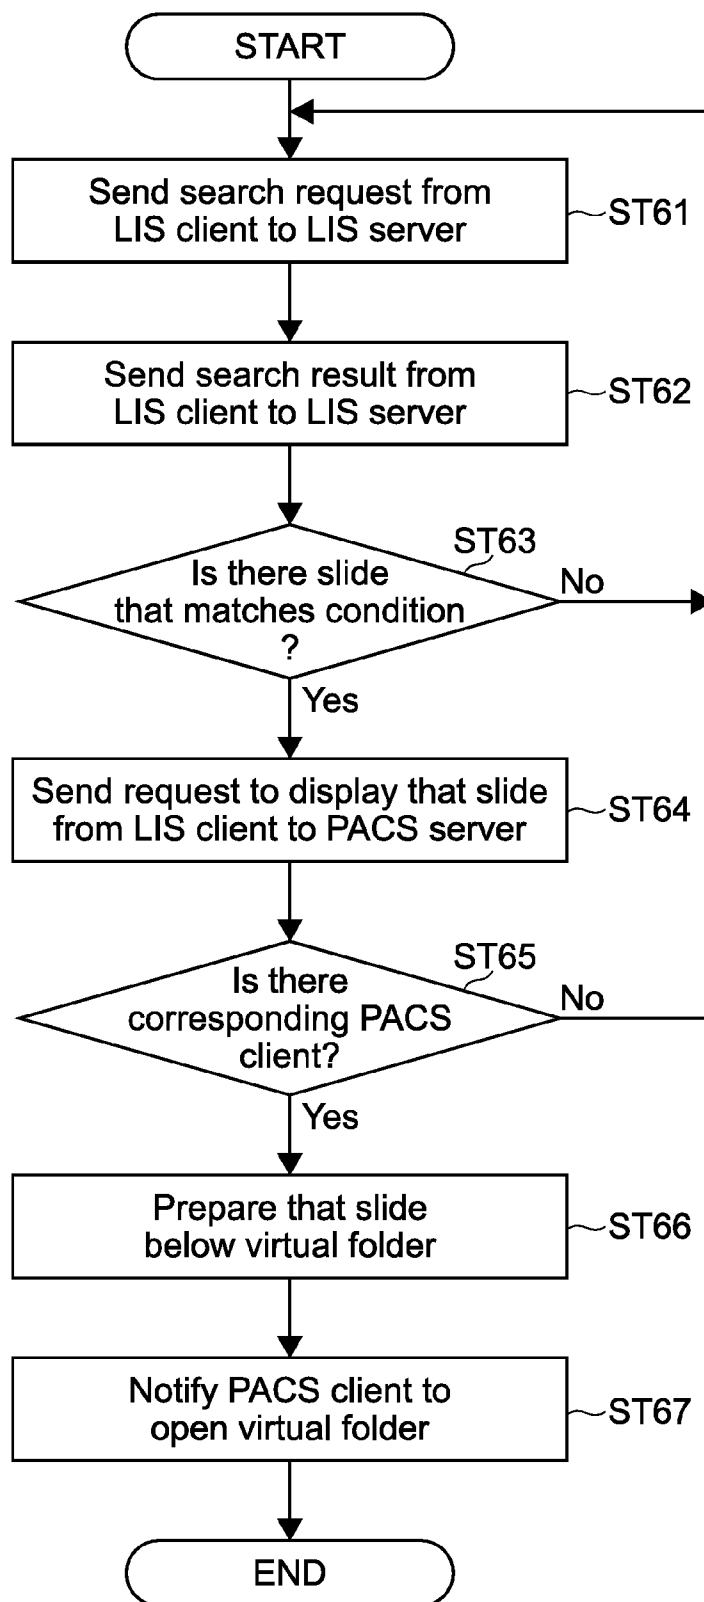 START
Send search request from
LIS client to LIS server
ST61
Send search result from
LIS client to LIS server
ST62
ST63
Is there slide
that matches condition
?
No
Yes
Send request to display that slide
from LIS client to PACS server
ST64
ST65
Is there
corresponding PACS
client?
No
Yes
Prepare that slide
below virtual folder
ST66
Notify PACS client to
open virtual folder
ST67
END